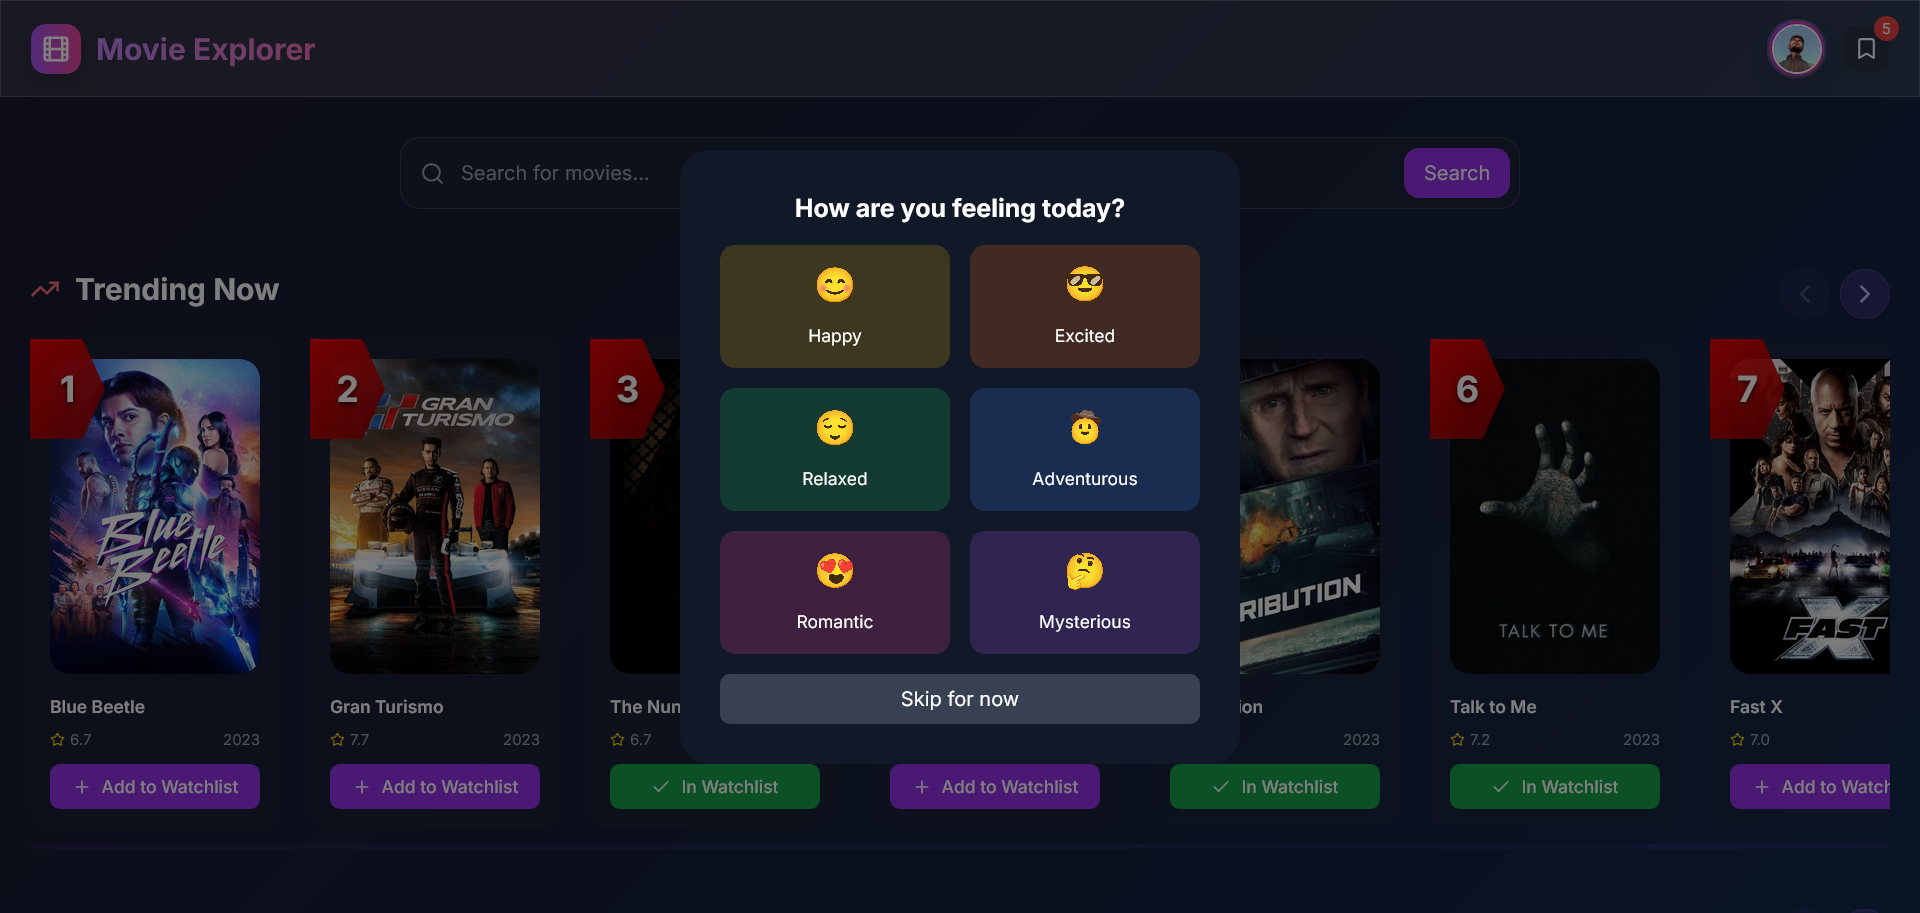 Movie Explorer
5
Search for movies...
Search
How are you feeling today?
Happy
Excited
Relaxed
Adventurous
Romantic
Mysterious
Skip for now
Trending Now
1
2
3
6
7
BLUE BEETLE
GRAN TURISMO
RIBUTION
TALK TO ME
FAST X
Blue Beetle
Gran Turismo
The Nun
ion
Talk to Me
Fast X
6.7
2023
7.7
2023
6.7
2023
7.2
2023
7.0
Add to Watchlist
Add to Watchlist
In Watchlist
Add to Watchlist
In Watchlist
In Watchlist
Add to Watch